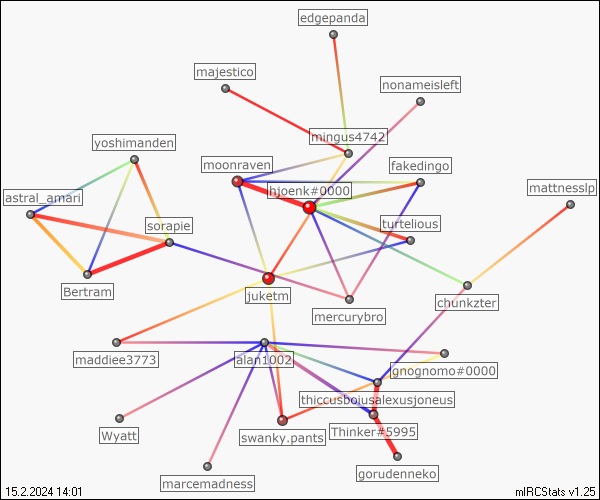 edgepanda
majestico
nonameisleft
mingus4742
yoshimanden
moonraven
fakedingo
hjoenk#0000
mattnesslp
astral_amari
sorapie
turtelious
Bertram
juketm
chunkzter
mercurybro
maddiee3773
alan1002
gnognomo#0000
thiccusboiusalexusjoneus
Wyatt
swanky.pants
Thinker#5995
gorudenneko
marcemadness
15.2.2024 14:01
mIRCStats v1.25